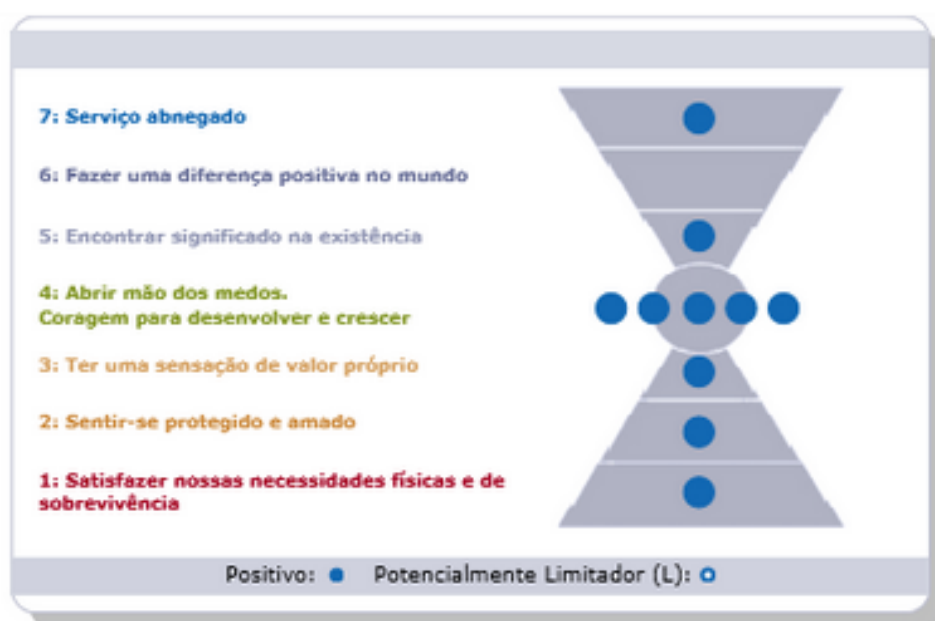 7: Serviço abnegado
6: Fazer uma diferença positiva no mundo
5: Encontrar significado na existência
4: Abrir mão dos medos.
Coragem para desenvolver e crescer
3: Ter uma sensação de valor próprio
2: Sentir-se protegido e amado
1: Satisfazer nossas necessidades físicas e de
sobrevivência
Positivo: Potencialmente Limitador (L):